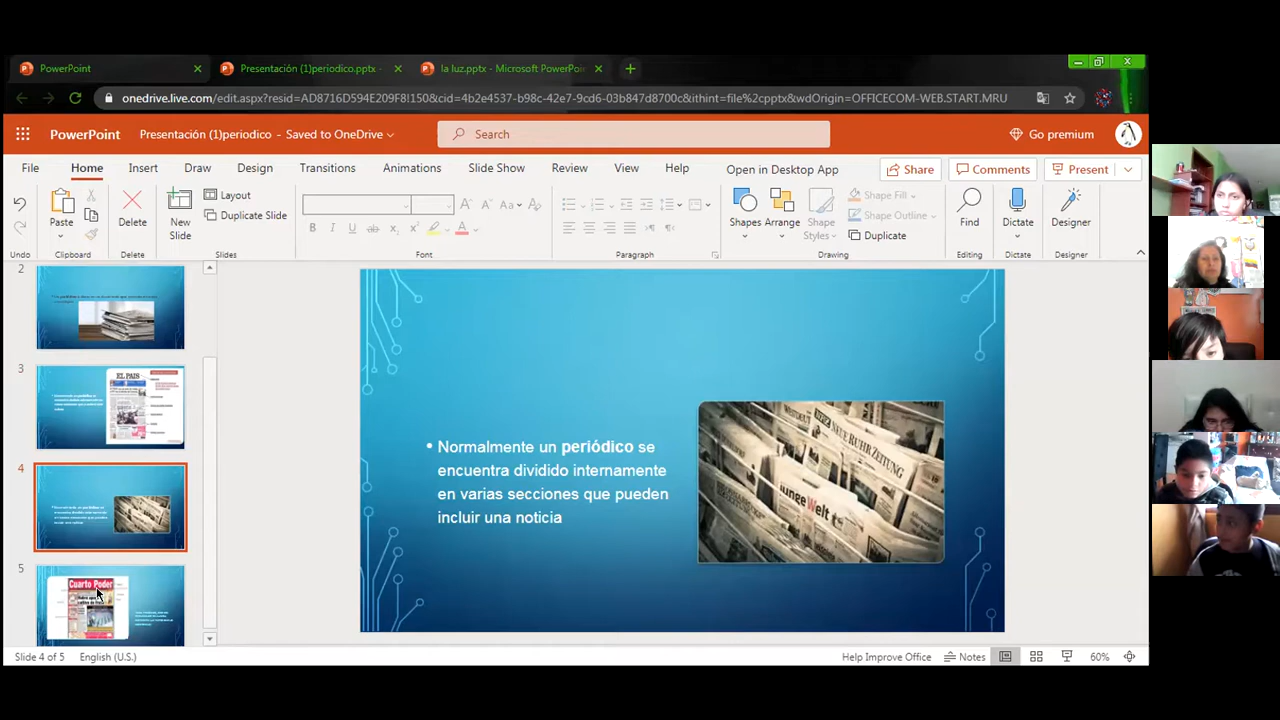 PowerPoint
Presentación (1)periodico.pptx -
la luz.pptx - Microsoft PowerPoin
onedrive.live.com/edit.aspx?resid=AD8716D594E209F8!150&cid=4b2e4537-b98c-42e7-9cd6-03b847d8700c&ithint=file%2cpptx&wdOrigin=OFFICECOM-WEB.START.MRU
PowerPoint
Presentación (1)periodico - Saved to OneDrive
Search
Go premium
File
Home
Insert
Draw
Design
Transitions
Animations
Slide Show
Review
View
Help
Open in Desktop App
Share
Comments
Present
Paste
Delete
New
Slide
Layout
Duplicate Slide
Shapes
Arrange
Shape
Styles
Shape Fill
Shape Outline
Duplicate
Find
Dictate
Designer
Undo
Clipboard
Delete
Slides
Font
Paragraph
Drawing
Editing
Dictate
Designer
2
3
EL PAIS
4
5
Cuarto Poder
• Normalmente un periódico se
encuentra dividido internamente
en varias secciones que pueden
incluir una noticia
NEUE RUHR ZEITUNG
junge Welt
Slide 4 of 5
English (U.S.)
Help Improve Office
Notes
60%